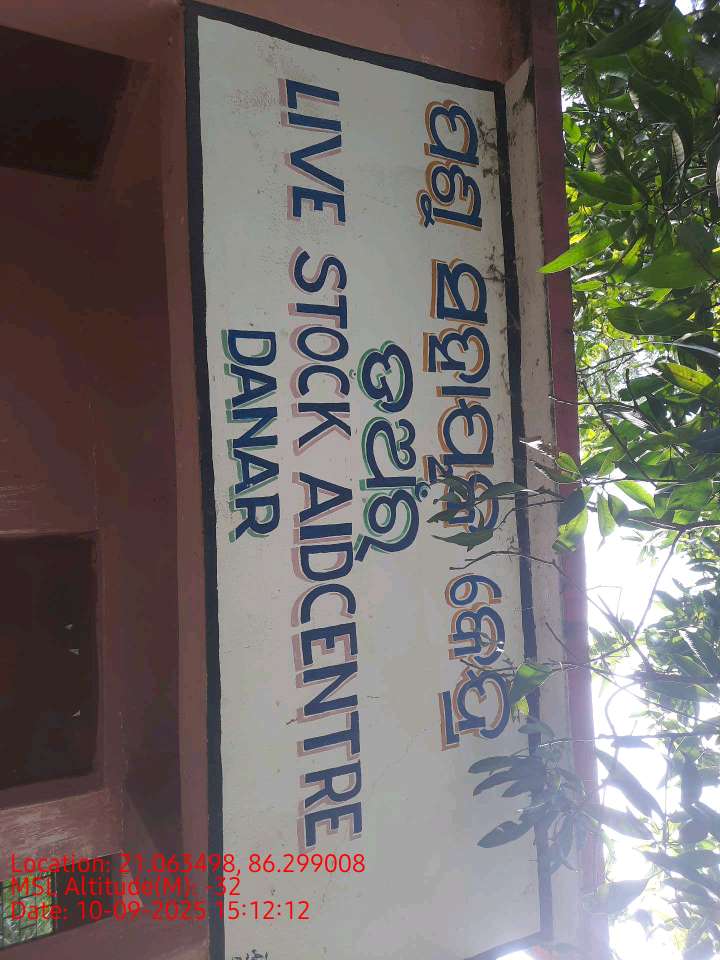 ପଶୁ କେନ୍ଦ୍ର
LIVE STOCK AIDCENTRE
DANAR
Location: 21.063498, 86.299008
MSL Altitude(M): -32
Date: 10-09-2025 15:12:12